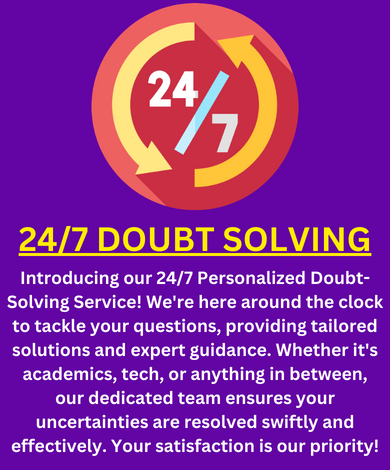 24/7
24/7 DOUBT SOLVING
Introducing our 24/7 Personalized Doubt-
Solving Service! We're here around the clock
to tackle your questions, providing tailored
solutions and expert guidance. Whether it's
academics, tech, or anything in between,
our dedicated team ensures your
uncertainties are resolved swiftly and
effectively. Your satisfaction is our priority!